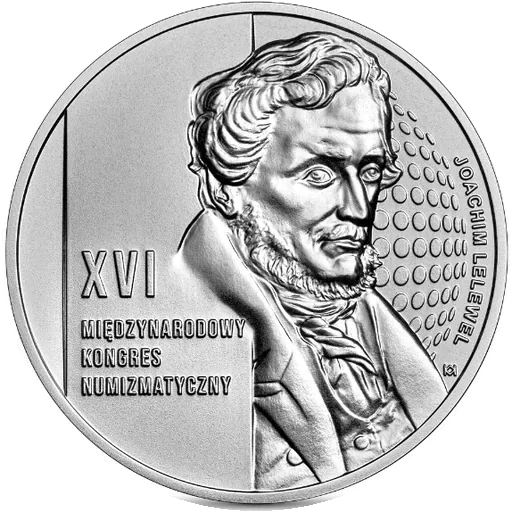 XVI
MIĘDZYNARODOWY
KONGRES
NUMIZMATYCZNY
JOACHIM LELEWEL